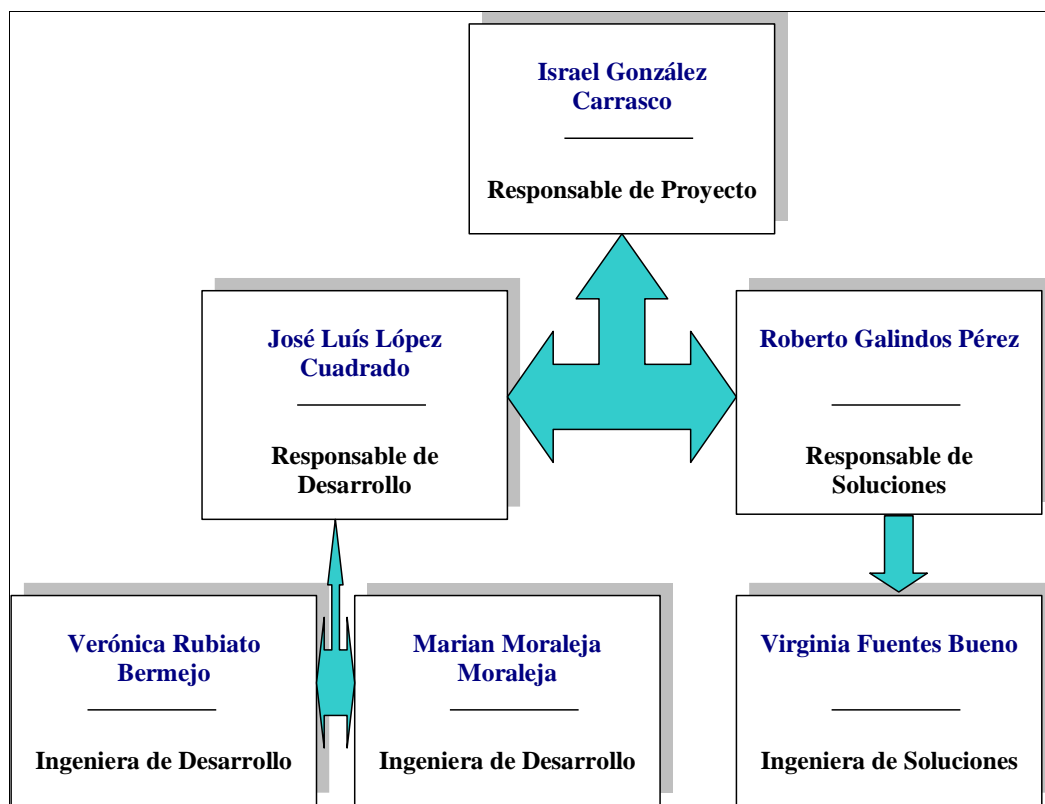 Israel González
Carrasco
Responsable de Proyecto
José Luís López
Cuadrado
Responsable de
Desarrollo
Roberto Galindos Pérez
Responsable de
Soluciones
Verónica Rubiato
Bermejo
Ingeniera de Desarrollo
Marian Moraleja
Moraleja
Ingeniera de Desarrollo
Virginia Fuentes Bueno
Ingeniera de Soluciones